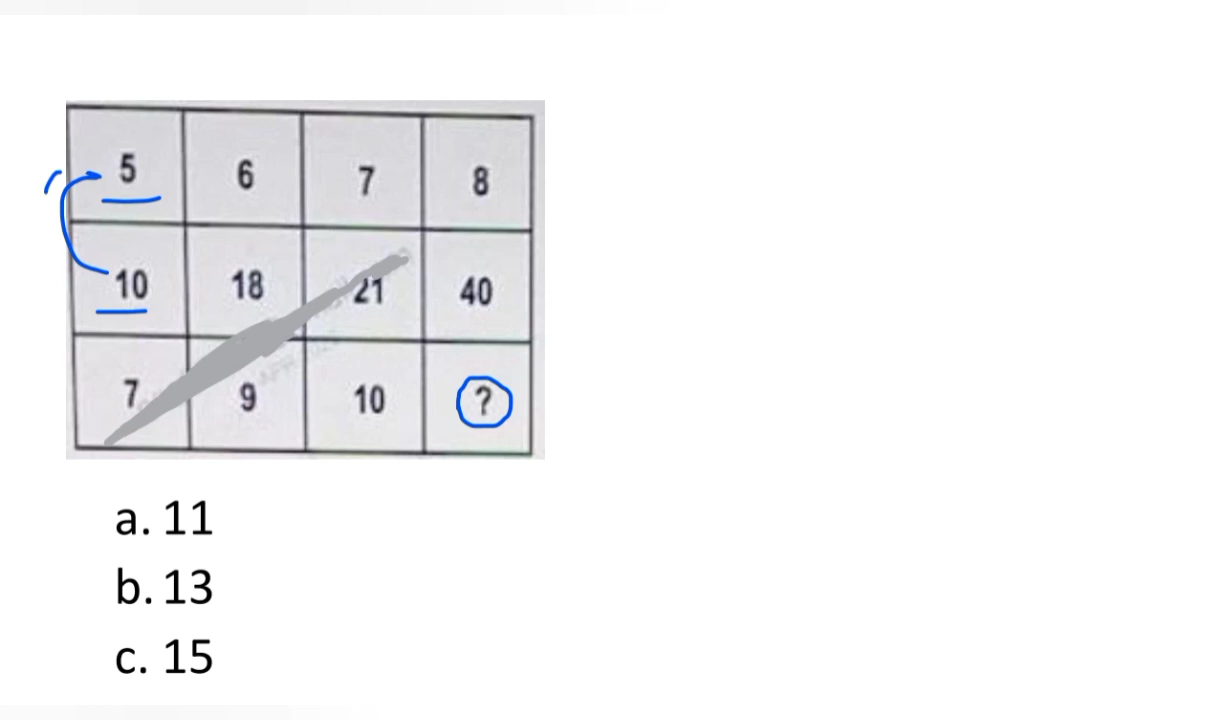 5 6 7 8
10 18 21 40
7 9 10 ?
a. 11
b. 13
c. 15